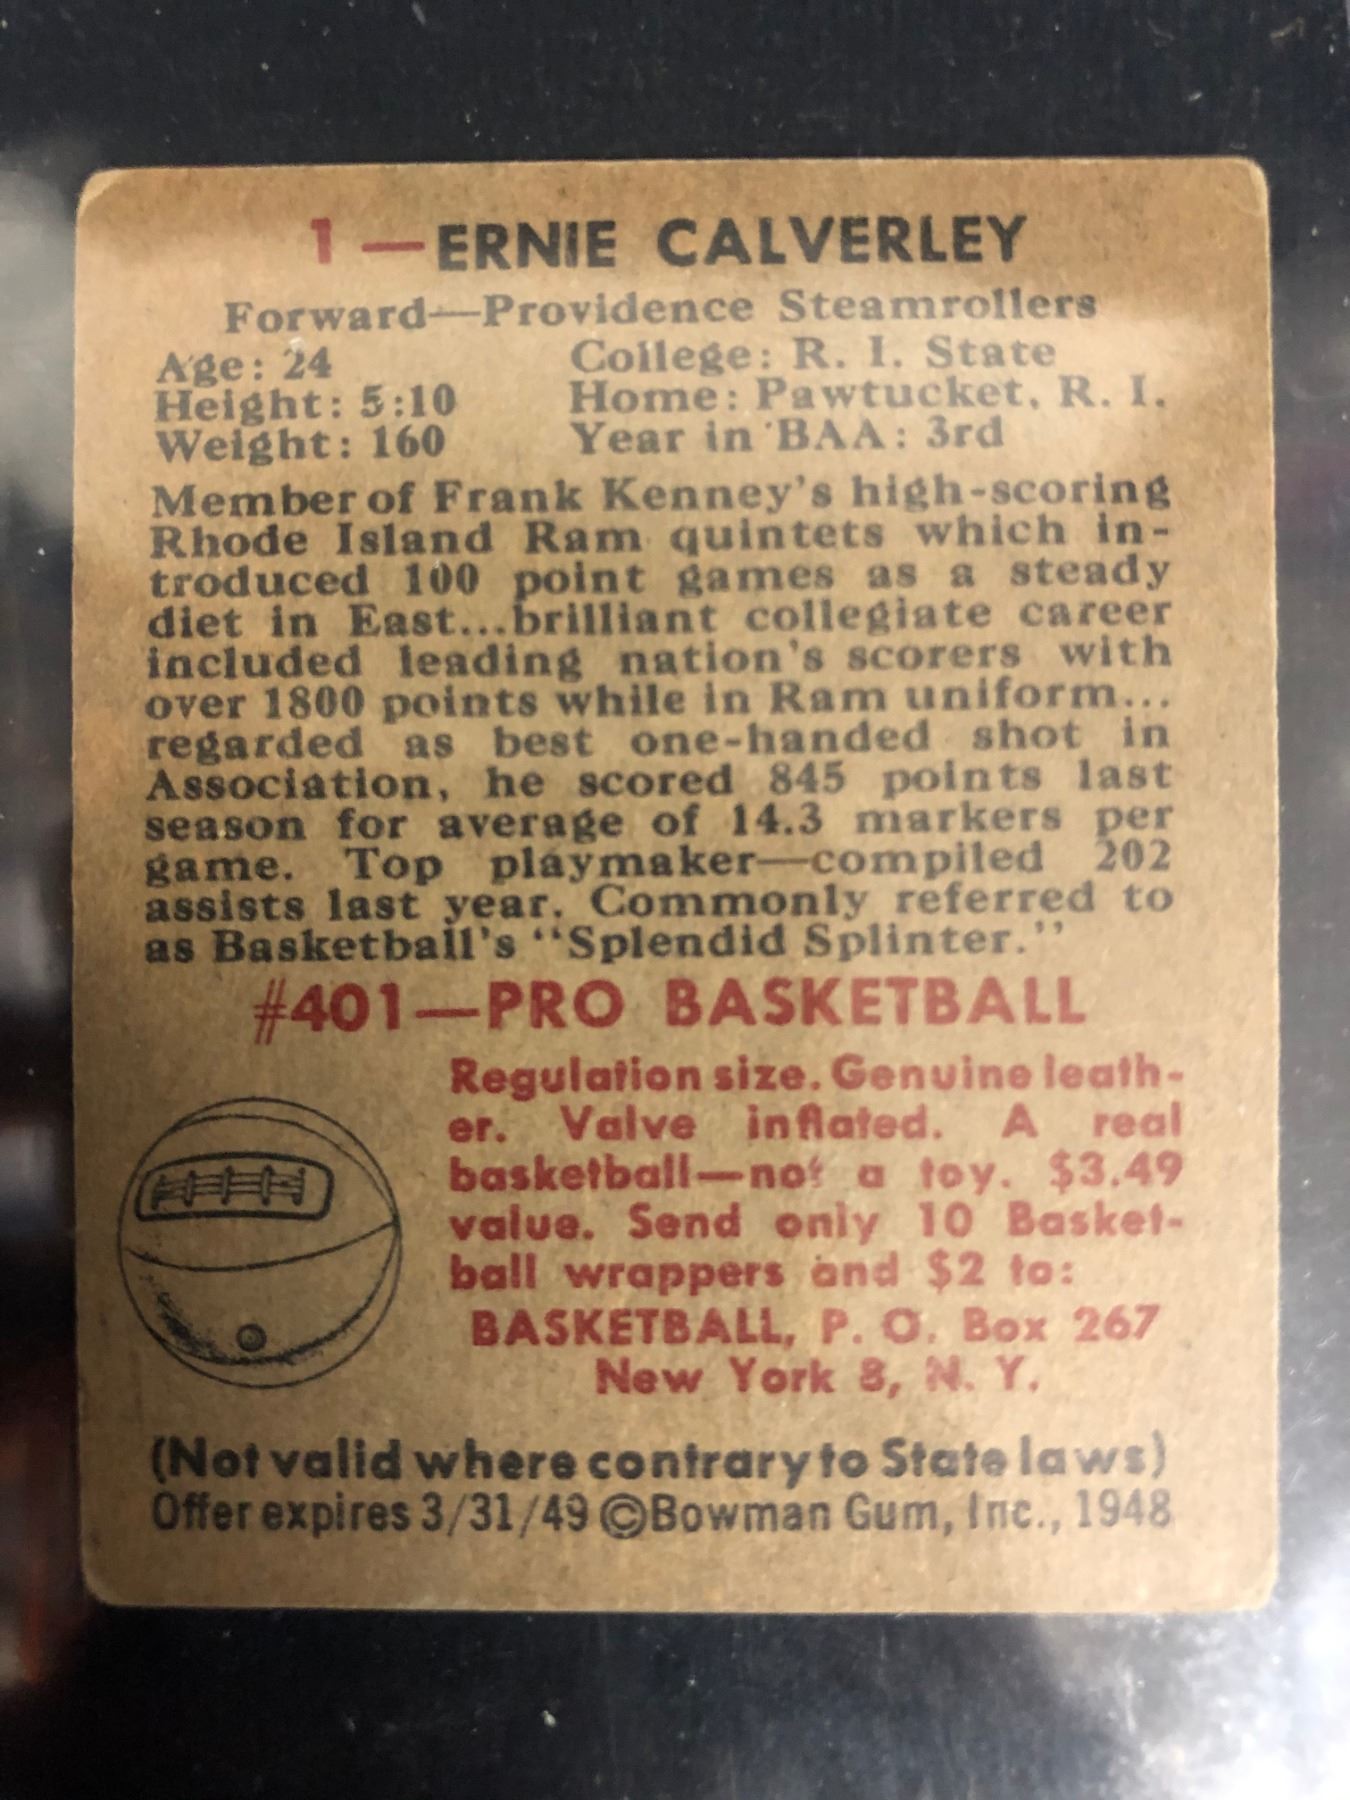 1—ERNIE CALVERLEY
Forward—Providence Steamrollers
Age: 24 College: R. I. State
Height: 5:10 Home: Pawtucket, R. I.
Weight: 160 Year in BAA: 3rd
Member of Frank Kenney's high-scoring
Rhode Island Ram quintets which in-
troduced 100 point games as a steady
diet in East...brilliant collegiate career
included leading nation's scorers with
over 1800 points while in Ram uniform...
regarded as best one-handed shot in
Association, he scored 845 points last
season for average of 14.3 markers per
game. Top playmaker—compiled 202
assists last year. Commonly referred to
as Basketball's "Splendid Splinter."
#401—PRO BASKETBALL
Regulation size. Genuine leath-
er. Valve inflated. A real
basketball—not a toy. $3.49
value. Send only 10 Basket-
ball wrappers and $2 to:
BASKETBALL, P. O. Box 267
New York 8, N. Y.
(Not valid where contrary to State laws)
Offer expires 3/31/49 ©Bowman Gum, Inc., 1948